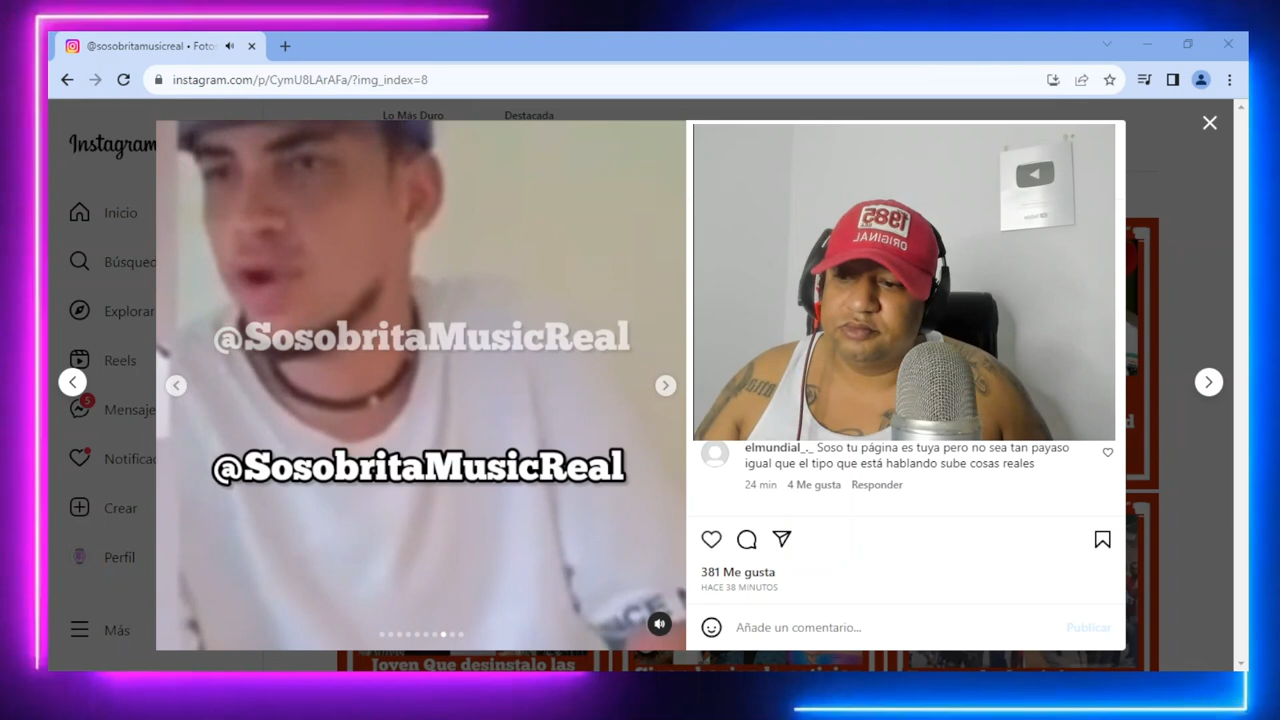 @sosobritamusicreal • Foto
instagram.com/p/CymU8LArAFa/?img_index=8
Lo Más Duro
Destacada
Instagram
Inicio
Búsqued
Explorar
Reels
5
Mensaje
Notificac
Crear
Perfil
Más
@SosobritaMusicReal
@SosobritaMusicReal
1985
ORIGINAL
elmundial_._ Soso tu página es tuya pero no sea tan payaso
igual que el tipo que está hablando sube cosas reales
24 min 4 Me gusta Responder
381 Me gusta
HACE 38 MINUTOS
Añade un comentario...
Publicar
Joven Que desinstalo las